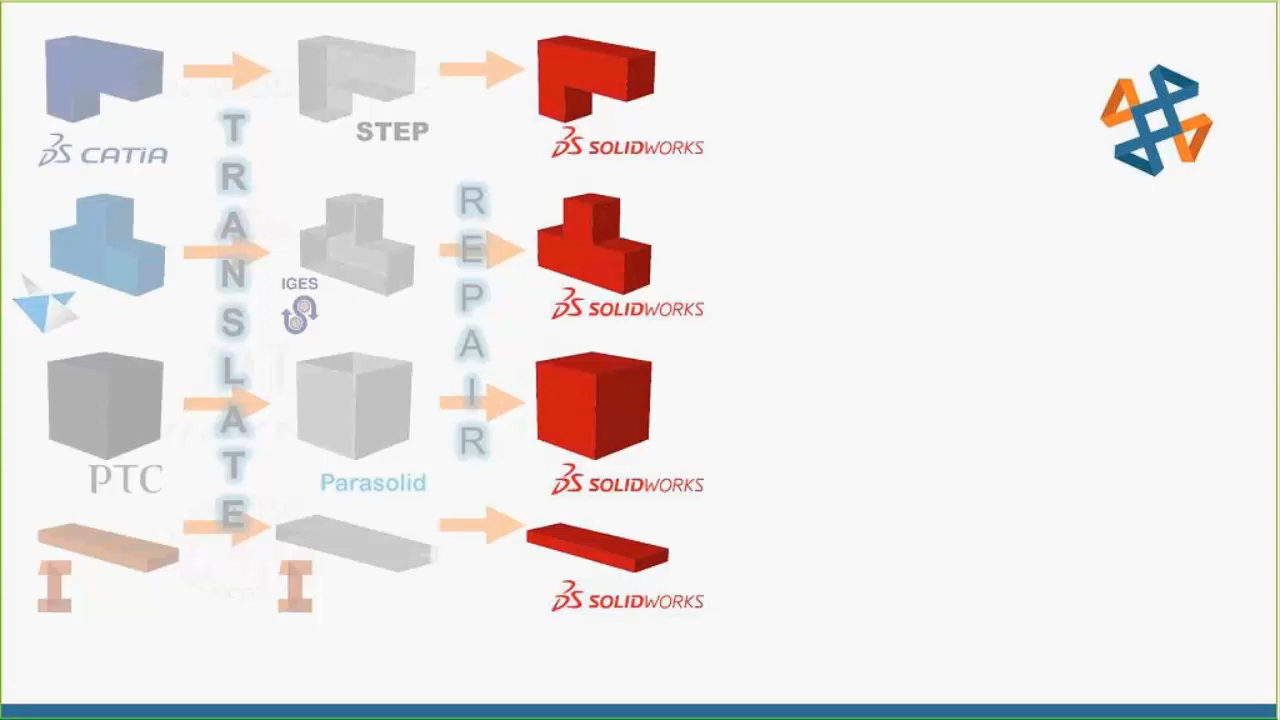 CATIA
STEP
SOLIDWORKS
TRANSLATE
REPAIR
IGES
SOLIDWORKS
PTC
Parasolid
SOLIDWORKS
SOLIDWORKS